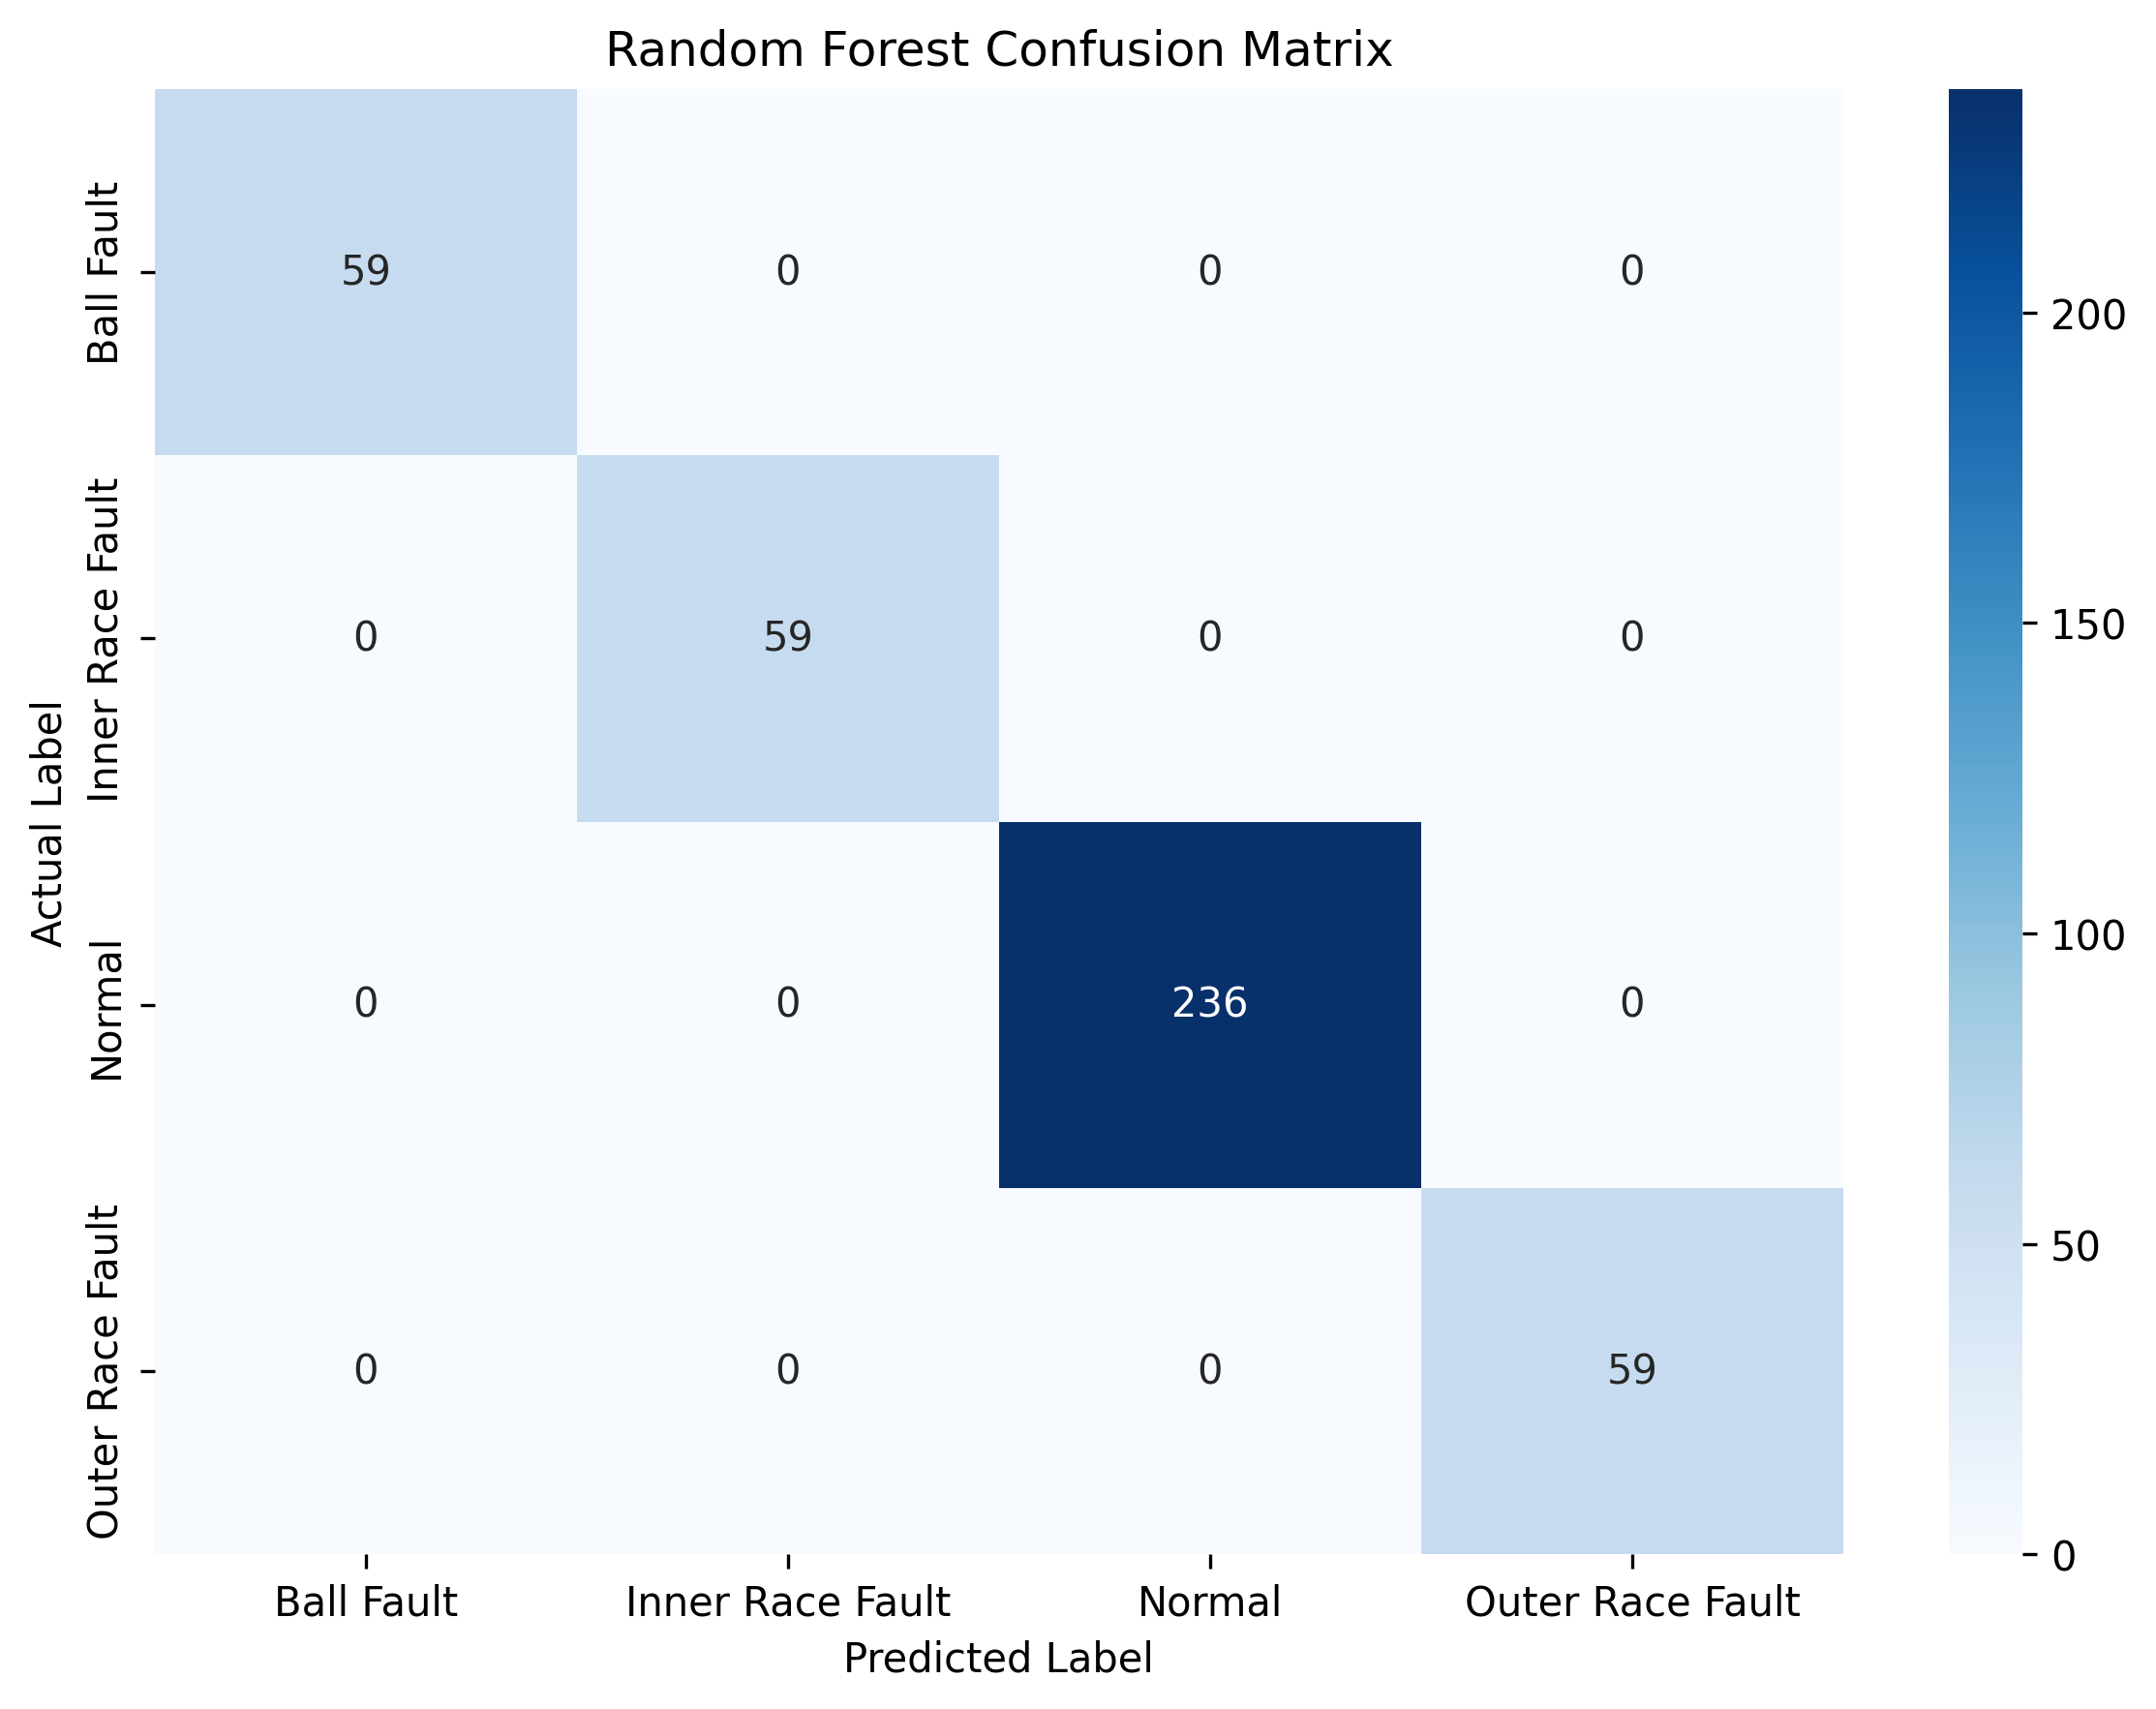 Random Forest Confusion Matrix
Actual Label
Ball Fault
59 0 0 0
Inner Race Fault
0 59 0 0
Normal
0 0 236 0
Outer Race Fault
0 0 0 59
Ball Fault Inner Race Fault Normal Outer Race Fault
Predicted Label
200
150
100
50
0